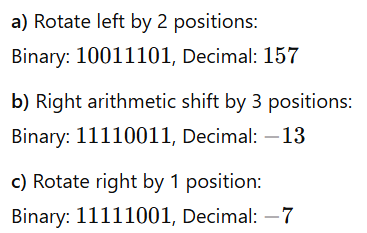 a) Rotate left by 2 positions:
Binary: 10011101, Decimal: 157
b) Right arithmetic shift by 3 positions:
Binary: 11110011, Decimal: −13
c) Rotate right by 1 position:
Binary: 11111001, Decimal: −7